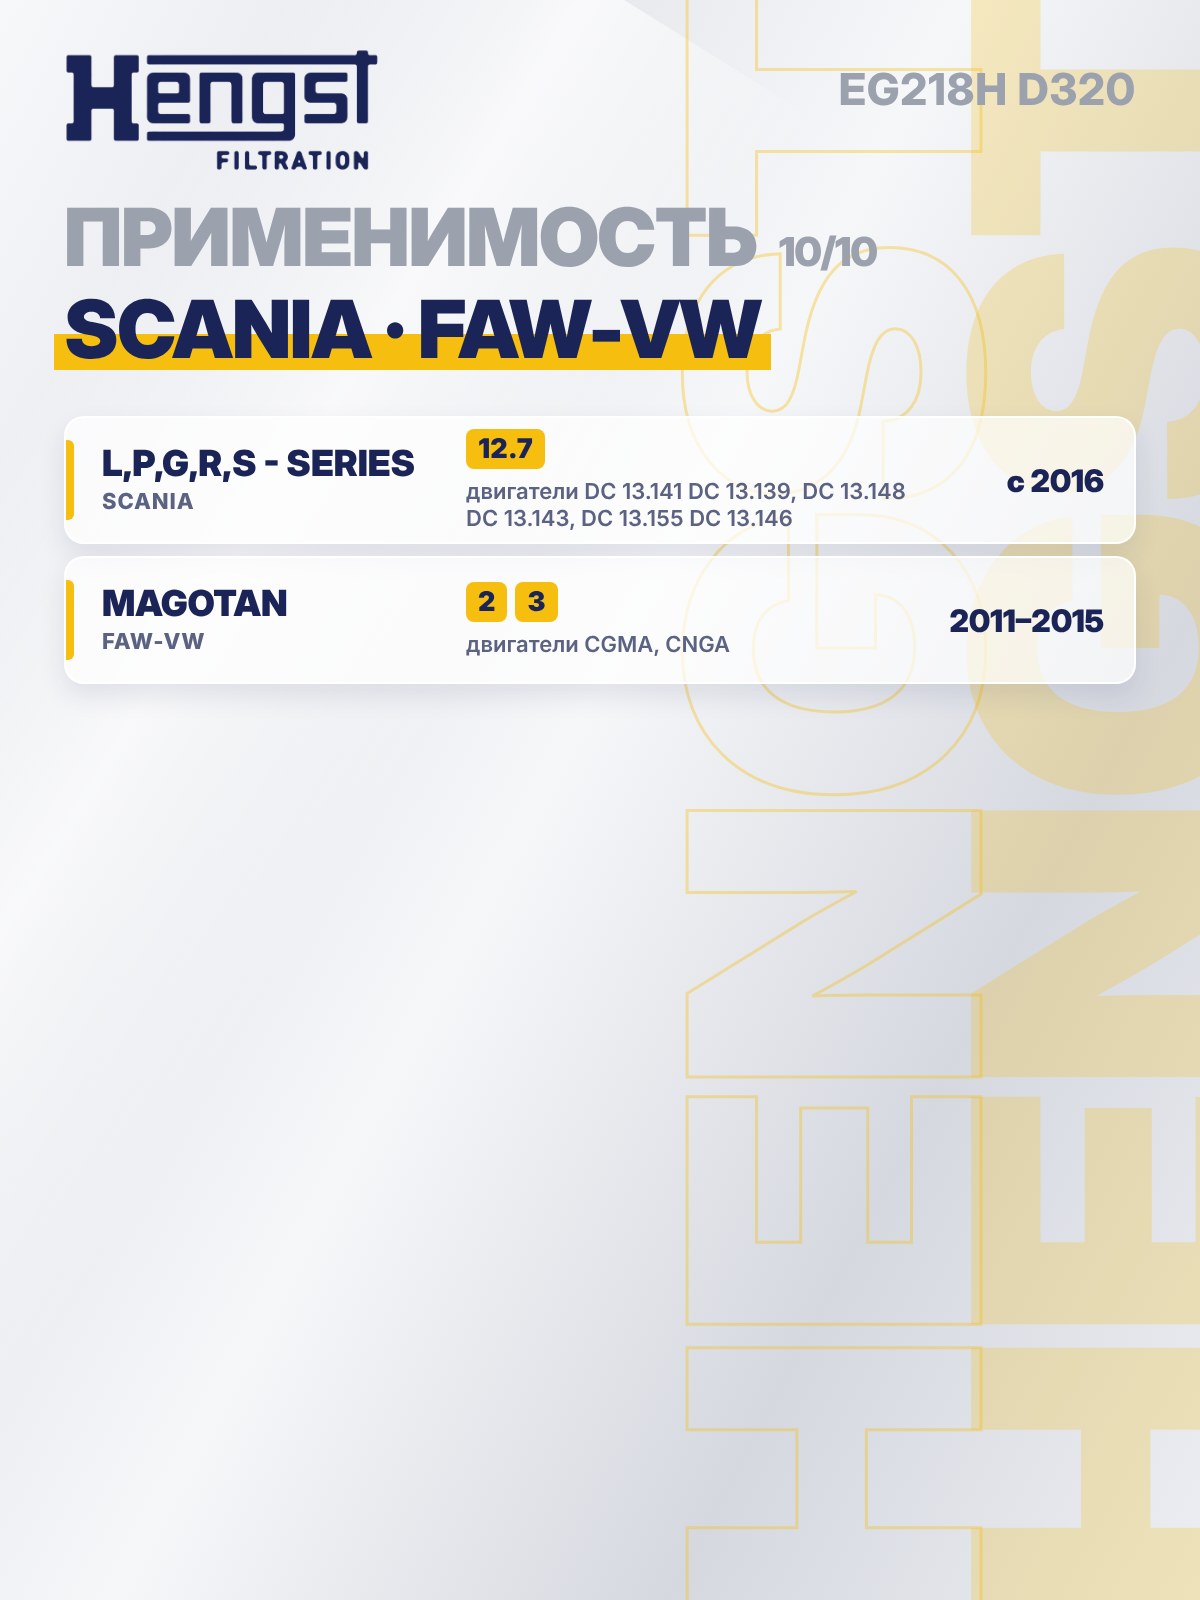 Hengst
FILTRATION
EG218H D320
ПРИМЕНИМОСТЬ 10/10
SCANIA · FAW-VW
L,P,G,R,S - SERIES
SCANIA
12.7
двигатели DC 13.141 DC 13.139, DC 13.148
DC 13.143, DC 13.155 DC 13.146
с 2016
MAGOTAN
FAW-VW
2 3
двигатели CGMA, CNGA
2011–2015
HENGST
HENGST